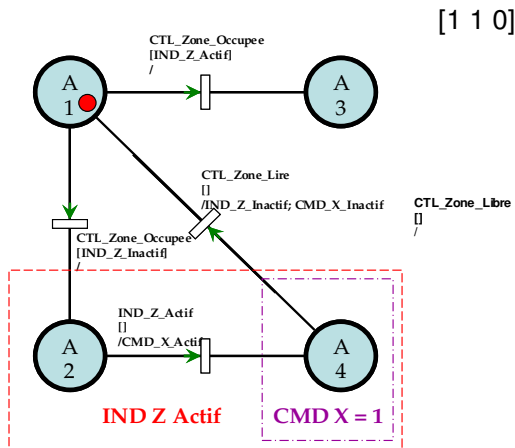 [1 1 0]
CTL_Zone_Occupee
[IND_Z_Actif]
/
A
1
A
3
CTL_Zone_Lire
[]
/IND_Z_Inactif; CMD_X_Inactif
CTL_Zone_Libre
[]
/
CTL_Zone_Occupee
[IND_Z_Inactif]
/
IND_Z_Actif
[]
/CMD_X_Actif
A
2
A
4
IND Z Actif
CMD X = 1